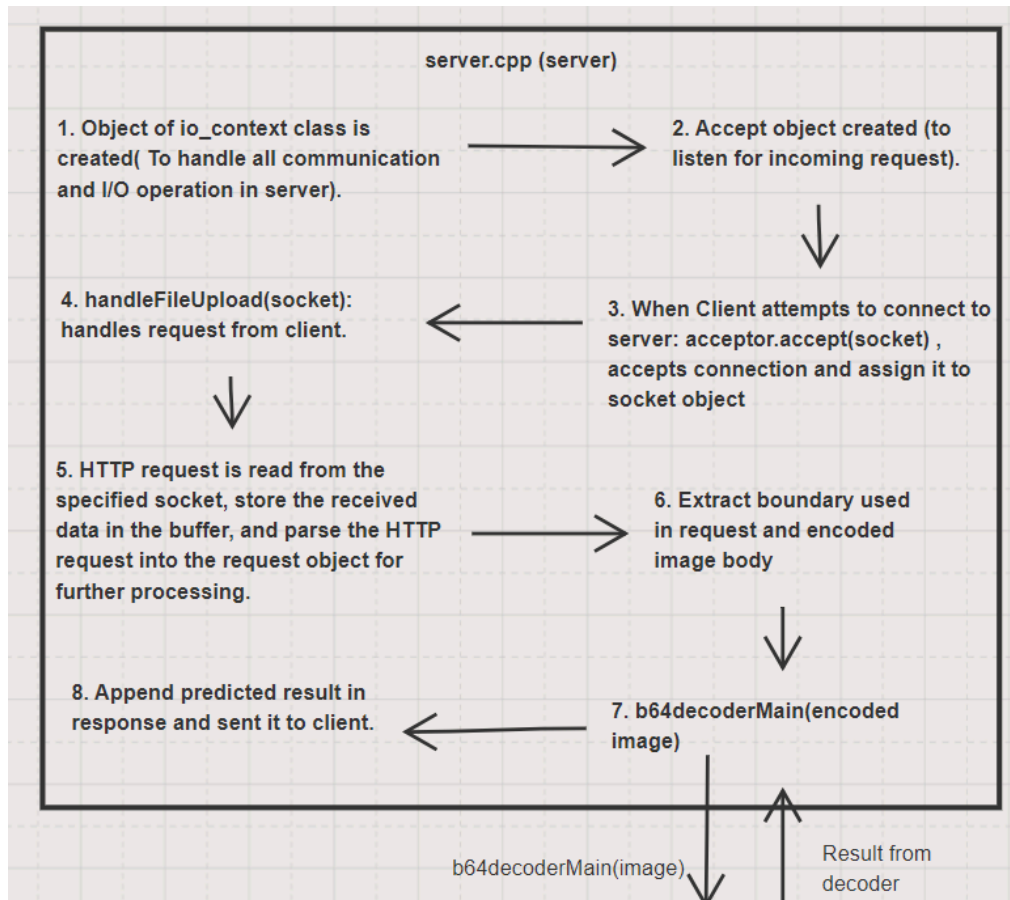 server.cpp (server)
1. Object of io_context class is
created( To handle all communication
and I/O operation in server).
2. Accept object created (to
listen for incoming request).
3. When Client attempts to connect to
server: acceptor.accept(socket) ,
accepts connection and assign it to
socket object
4. handleFileUpload(socket):
handles request from client.
5. HTTP request is read from the
specified socket, store the received
data in the buffer, and parse the HTTP
request into the request object for
further processing.
6. Extract boundary used
in request and encoded
image body
7. b64decoderMain(encoded
image)
8. Append predicted result in
response and sent it to client.
b64decoderMain(image)
Result from
decoder